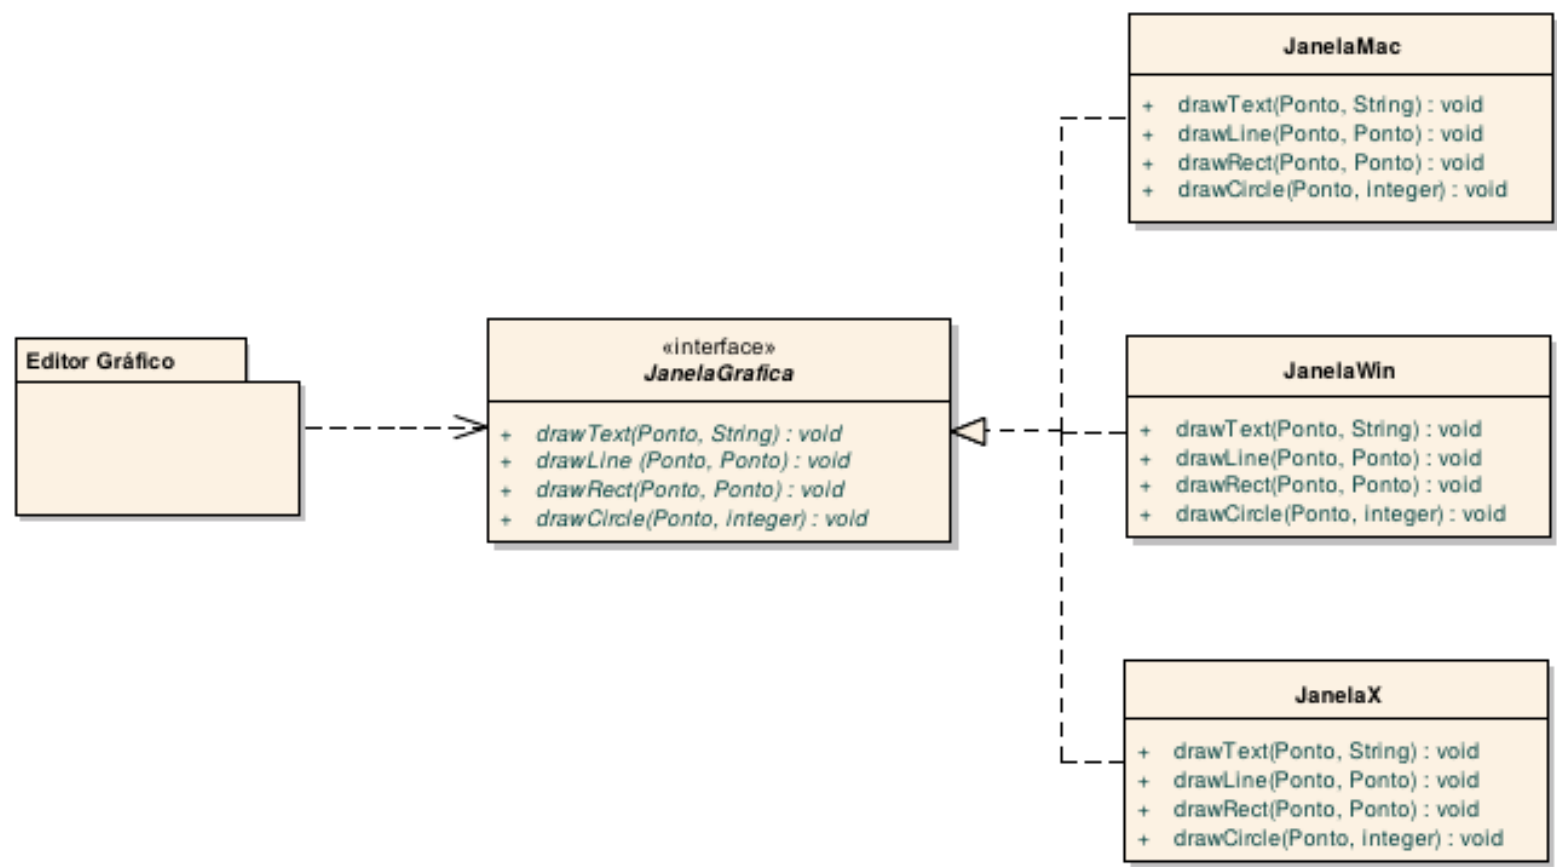 JanelaMac
+ drawText(Ponto, String) : void
+ drawLine(Ponto, Ponto) : void
+ drawRect(Ponto, Ponto) : void
+ drawCircle(Ponto, integer) : void
Editor Gráfico
«interface»
JanelaGrafica
+ drawText(Ponto, String) : void
+ drawLine (Ponto, Ponto) : void
+ drawRect(Ponto, Ponto) : void
+ drawCircle(Ponto, integer) : void
JanelaWin
+ drawText(Ponto, String) : void
+ drawLine(Ponto, Ponto) : void
+ drawRect(Ponto, Ponto) : void
+ drawCircle(Ponto, integer) : void
JanelaX
+ drawText(Ponto, String) : void
+ drawLine(Ponto, Ponto) : void
+ drawRect(Ponto, Ponto) : void
+ drawCircle(Ponto, integer) : void